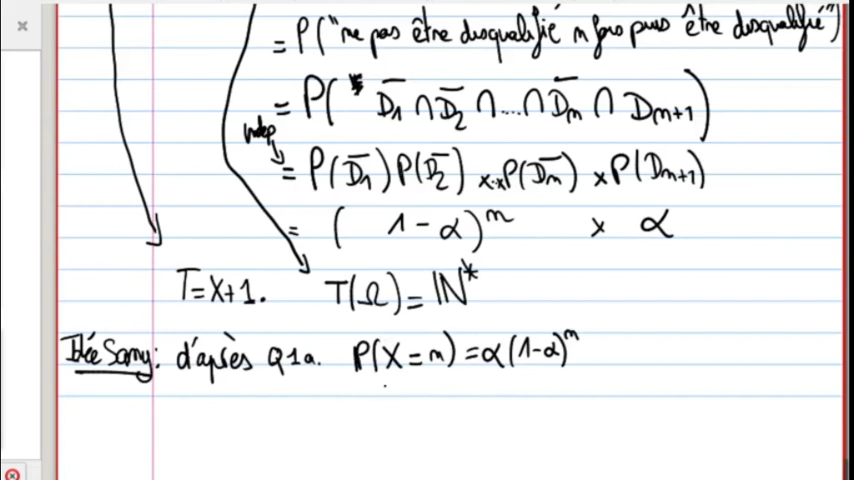 = P("ne pas être disqualifié n fois puis être disqualifié")
= P( D̅₁ ∩ D̅₂ ∩ .... ∩ D̅ₙ ∩ Dₙ₊₁)
indep
= P(D̅₁) P(D̅₂) x...x P(D̅ₙ) x P(Dₙ₊₁)
= ( 1 - α)ⁿ x α
T = X+1. T(Ω) = ℕ*
Idée Samy : d'après Q1a. P(X = n) = α(1-α)ⁿ